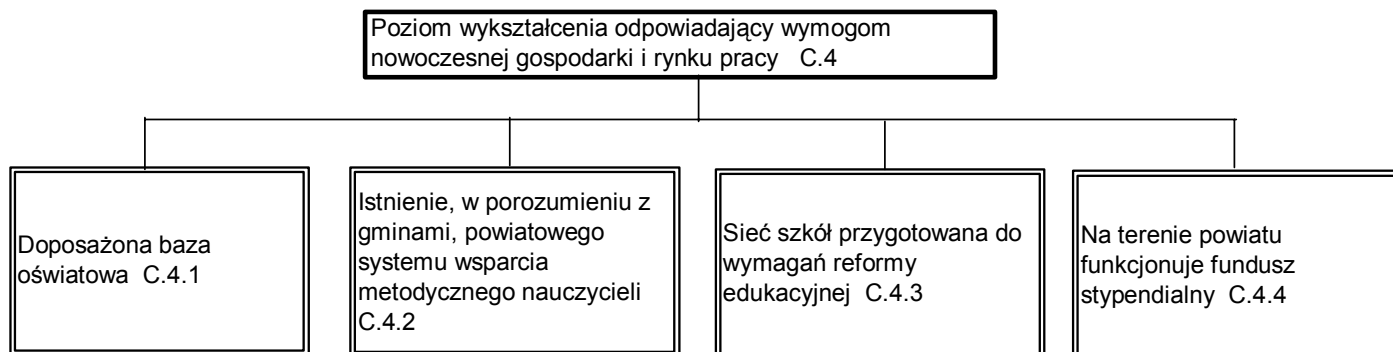 Poziom wykształcenia odpowiadający wymogom
nowoczesnej gospodarki i rynku pracy C.4
Doposażona baza
oświatowa C.4.1
Istnienie, w porozumieniu z
gminami, powiatowego
systemu wsparcia
metodycznego nauczycieli
C.4.2
Sieć szkół przygotowana do
wymagań reformy
edukacyjnej C.4.3
Na terenie powiatu
funkcjonuje fundusz
stypendialny C.4.4